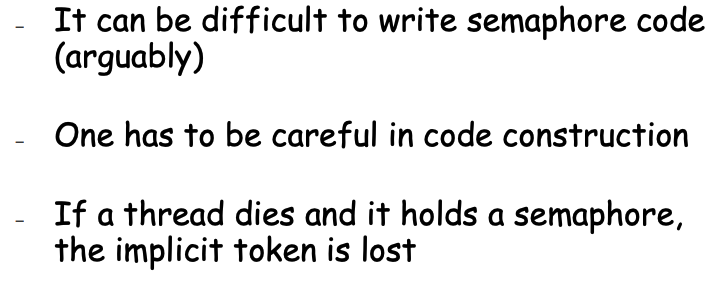 - It can be difficult to write semaphore code
(arguably)
- One has to be careful in code construction
- If a thread dies and it holds a semaphore,
the implicit token is lost